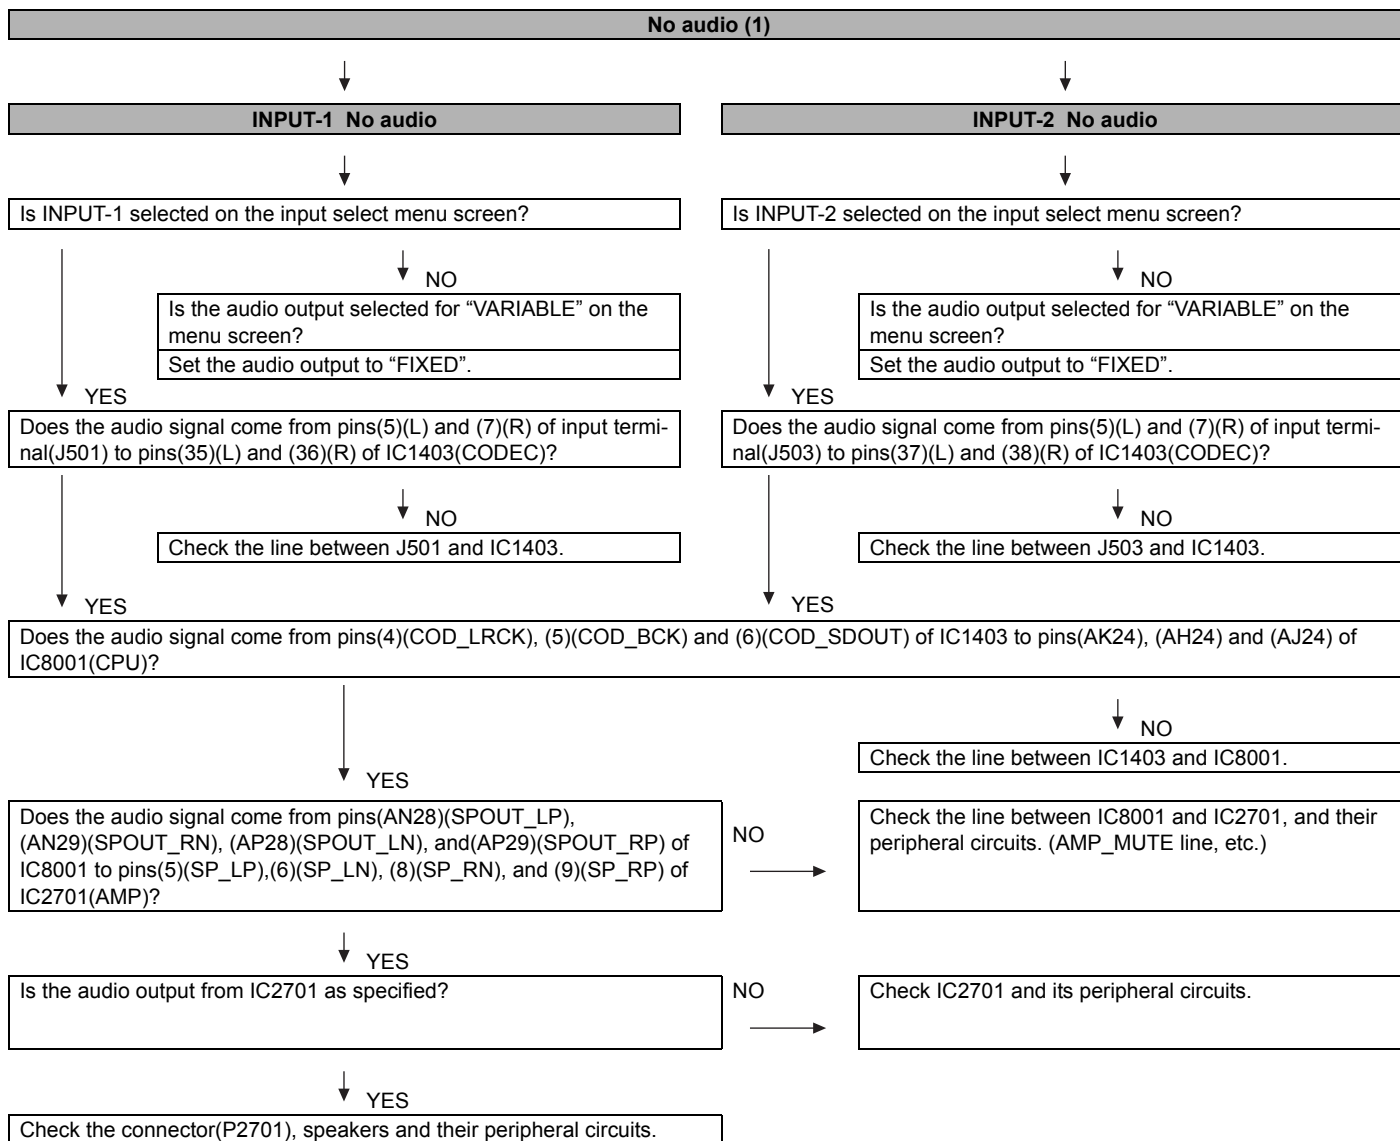 No audio (1)
INPUT-1  No audio
INPUT-2  No audio
Is INPUT-1 selected on the input select menu screen?
Is INPUT-2 selected on the input select menu screen?
NO
NO
Is the audio output selected for “VARIABLE” on the
menu screen?
Set the audio output to “FIXED”.
Is the audio output selected for “VARIABLE” on the
menu screen?
Set the audio output to “FIXED”.
YES
YES
Does the audio signal come from pins(5)(L) and (7)(R) of input termi-
nal(J501) to pins(35)(L) and (36)(R) of IC1403(CODEC)?
Does the audio signal come from pins(5)(L) and (7)(R) of input termi-
nal(J503) to pins(37)(L) and (38)(R) of IC1403(CODEC)?
NO
NO
Check the line between J501 and IC1403.
Check the line between J503 and IC1403.
YES
YES
Does the audio signal come from pins(4)(COD_LRCK), (5)(COD_BCK) and (6)(COD_SDOUT) of IC1403 to pins(AK24), (AH24) and (AJ24) of
IC8001(CPU)?
NO
Check the line between IC1403 and IC8001.
YES
Does the audio signal come from pins(AN28)(SPOUT_LP),
(AN29)(SPOUT_RN), (AP28)(SPOUT_LN), and(AP29)(SPOUT_RP) of
IC8001 to pins(5)(SP_LP),(6)(SP_LN), (8)(SP_RN), and (9)(SP_RP) of
IC2701(AMP)?
NO
Check the line between IC8001 and IC2701, and their
peripheral circuits. (AMP_MUTE line, etc.)
YES
Is the audio output from IC2701 as specified?
NO
Check IC2701 and its peripheral circuits.
YES
Check the connector(P2701), speakers and their peripheral circuits.